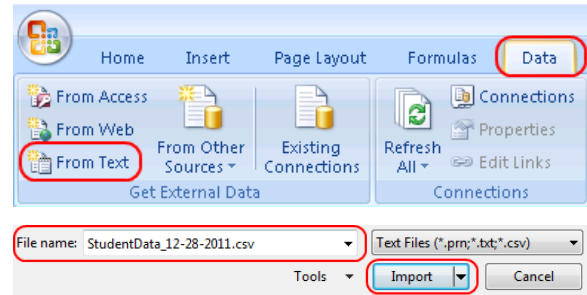 Home Insert Page Layout Formulas Data
From Access
From Web
From Text
From Other
Sources
Existing
Connections
Get External Data
Refresh
All
Connections
Properties
Edit Links
Connections
File name: StudentData_12-28-2011.csv Text Files (*.prn;*.txt;*.csv)
Tools Import Cancel